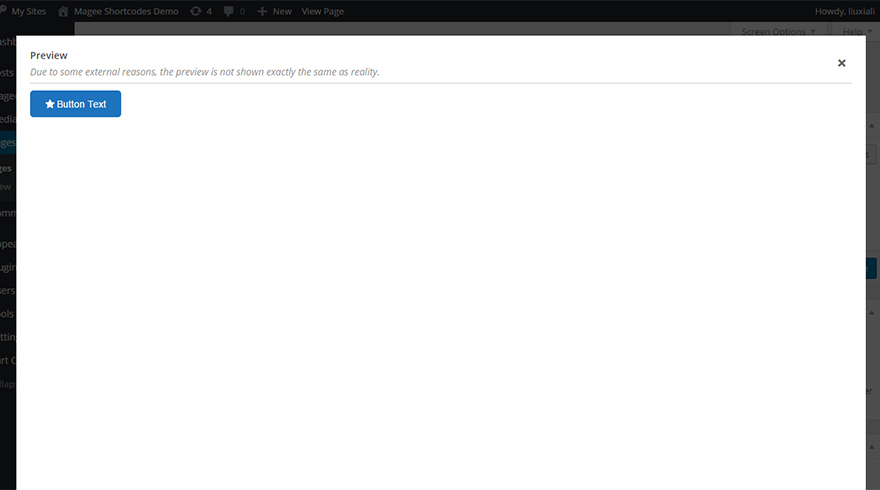 My Sites Magee Shortcodes Demo 4 0 New View Page Howdy, liuxiali
Screen Options Help
Preview
Due to some external reasons, the preview is not shown exactly the same as reality.
Button Text